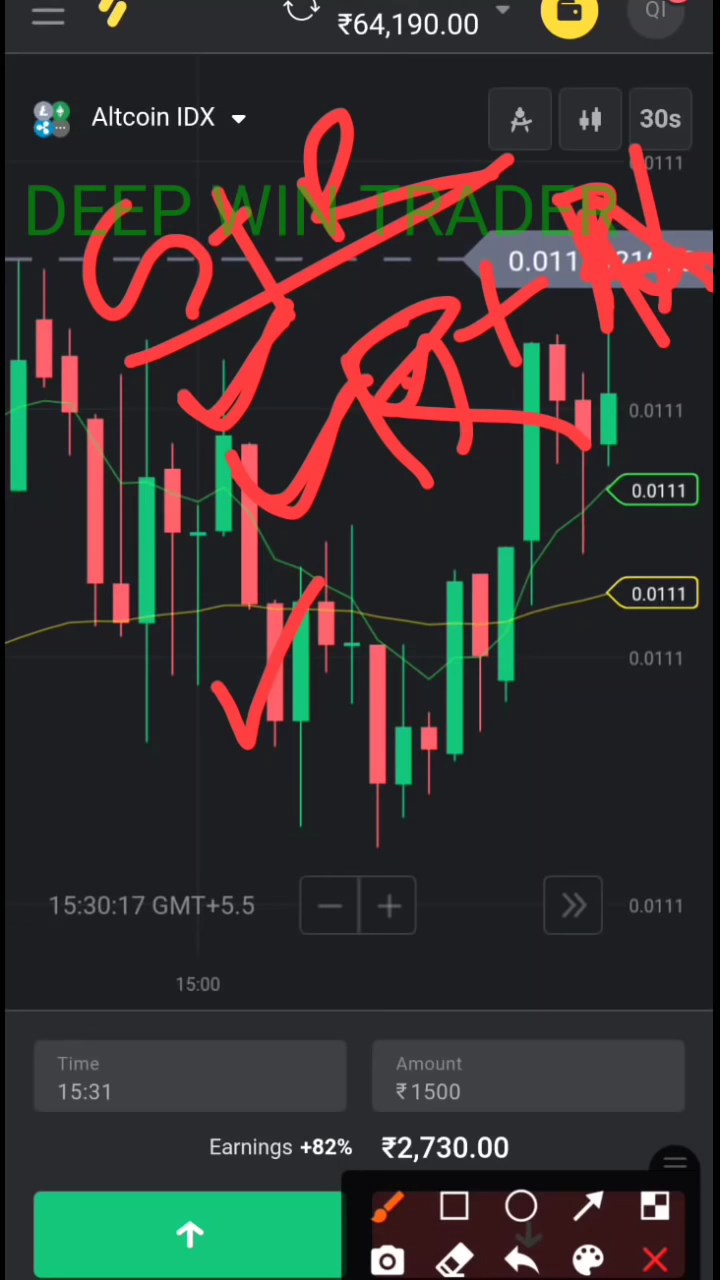 QI
₹64,190.00
Altcoin IDX
30s
0.0111
DEEP WIN TRADER
S+R
0.0111
0.0111
0.0111
0.0111
15:30:17 GMT+5.5
0.0111
15:00
Time
Amount
15:31
₹1500
Earnings +82% ₹2,730.00